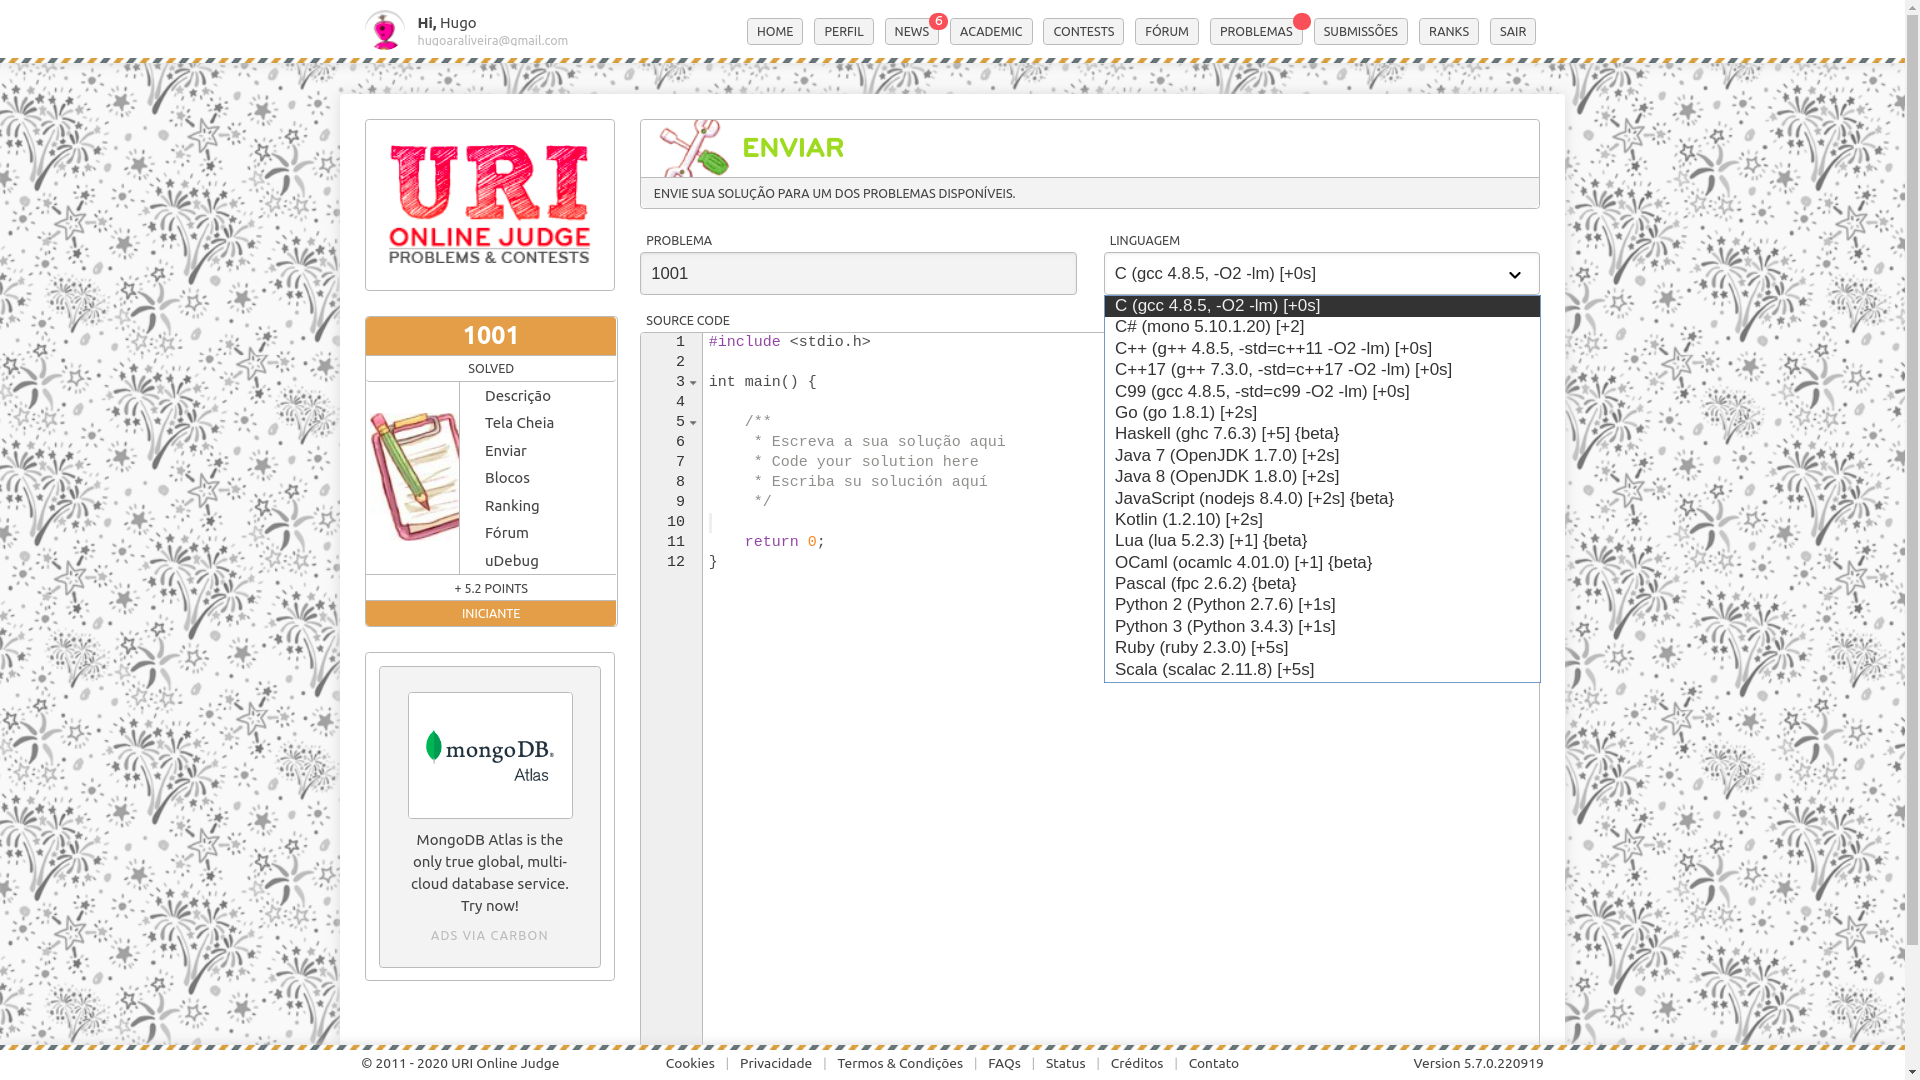 Hi, Hugo
hugoaraliveira@gmail.com
HOME
PERFIL
NEWS
6
ACADEMIC
CONTESTS
FÓRUM
PROBLEMAS
SUBMISSÕES
RANKS
SAIR
URI
ONLINE JUDGE
PROBLEMS & CONTESTS
1001
SOLVED
Descrição
Tela Cheia
Enviar
Blocos
Ranking
Fórum
uDebug
+ 5.2 POINTS
INICIANTE
mongoDB®
Atlas
MongoDB Atlas is the
only true global, multi-
cloud database service.
Try now!
ADS VIA CARBON
ENVIAR
ENVIE SUA SOLUÇÃO PARA UM DOS PROBLEMAS DISPONÍVEIS.
PROBLEMA
1001
LINGUAGEM
C (gcc 4.8.5, -O2 -lm) [+0s]
C (gcc 4.8.5, -O2 -lm) [+0s]
C# (mono 5.10.1.20) [+2]
C++ (g++ 4.8.5, -std=c++11 -O2 -lm) [+0s]
C++17 (g++ 7.3.0, -std=c++17 -O2 -lm) [+0s]
C99 (gcc 4.8.5, -std=c99 -O2 -lm) [+0s]
Go (go 1.8.1) [+2s]
Haskell (ghc 7.6.3) [+5] {beta}
Java 7 (OpenJDK 1.7.0) [+2s]
Java 8 (OpenJDK 1.8.0) [+2s]
JavaScript (nodejs 8.4.0) [+2s] {beta}
Kotlin (1.2.10) [+2s]
Lua (lua 5.2.3) [+1] {beta}
OCaml (ocamlc 4.01.0) [+1] {beta}
Pascal (fpc 2.6.2) {beta}
Python 2 (Python 2.7.6) [+1s]
Python 3 (Python 3.4.3) [+1s]
Ruby (ruby 2.3.0) [+5s]
Scala (scalac 2.11.8) [+5s]
SOURCE CODE
1 #include <stdio.h>
2
3 int main() {
4
5     /**
6      * Escreva a sua solução aqui
7      * Code your solution here
8      * Escriba su solución aquí
9      */
10
11     return 0;
12 }
© 2011 - 2020 URI Online Judge
Cookies | Privacidade | Termos & Condições | FAQs | Status | Créditos | Contato
Version 5.7.0.220919